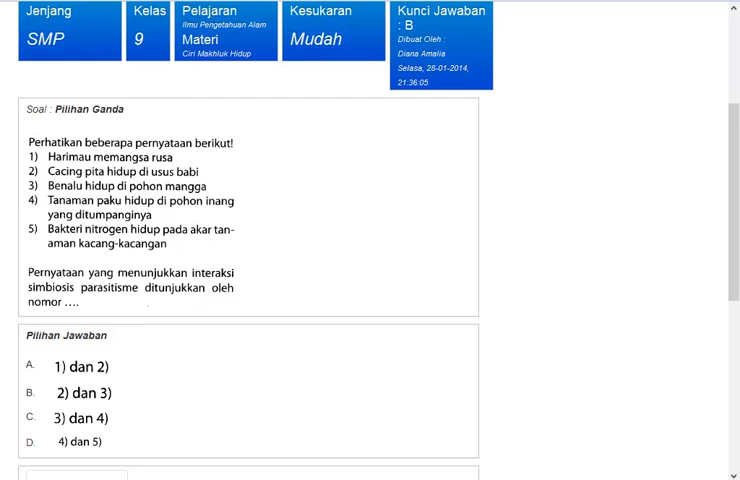 Jenjang
SMP
Kelas
9
Pelajaran
Ilmu Pengetahuan Alam
Materi
Ciri Makhluk Hidup
Kesukaran
Mudah
Kunci Jawaban
: B
Dibuat Oleh :
Diana Amalia
Selasa, 28-01-2014,
21:36:05
Soal : Pilihan Ganda
Perhatikan beberapa pernyataan berikut!
1) Harimau memangsa rusa
2) Cacing pita hidup di usus babi
3) Benalu hidup di pohon mangga
4) Tanaman paku hidup di pohon inang
yang ditumpanginya
5) Bakteri nitrogen hidup pada akar tan-
aman kacang-kacangan
Pernyataan yang menunjukkan interaksi
simbiosis parasitisme ditunjukkan oleh
nomor ....
Pilihan Jawaban
A. 1) dan 2)
B. 2) dan 3)
C. 3) dan 4)
D. 4) dan 5)